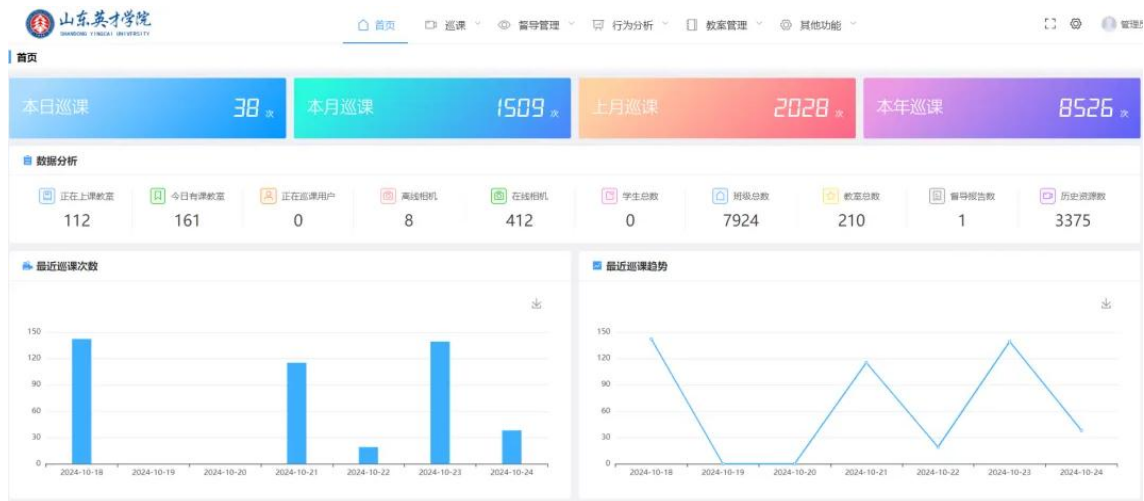 山东英才学院
SHANDONG YINGCAI UNIVERSITY
首页 巡课 督导管理 行为分析 教案管理 其他功能 管理员
首页
本日巡课 38 次 本月巡课 1509 次 上月巡课 2028 次 本年巡课 8526 次
数据分析
正在上课教室 今日有课教室 正在巡课用户 离线相机 在线相机 学生总数 班级总数 教室总数 督导报告数 历史资源数
112 161 0 8 412 0 7924 210 1 3375
最近巡课次数 最近巡课趋势
150 150
120 120
90 90
60 60
30 30
0 0
2024-10-18 2024-10-19 2024-10-20 2024-10-21 2024-10-22 2024-10-23 2024-10-24 2024-10-18 2024-10-19 2024-10-20 2024-10-21 2024-10-22 2024-10-23 2024-10-24